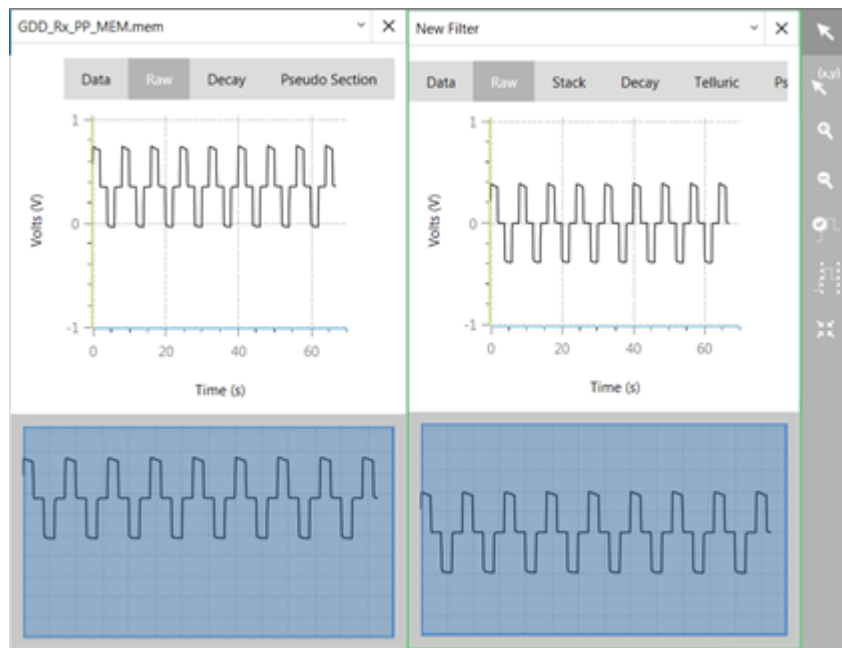 GDD_Rx_PP_MEM.mem
Data Raw Decay Pseudo Section
1
0
-1
Volts (V)
0 20 40 60
Time (s)
New Filter
Data Raw Stack Decay Telluric Ps
1
0
-1
Volts (V)
0 20 40 60
Time (s)
(x,y)